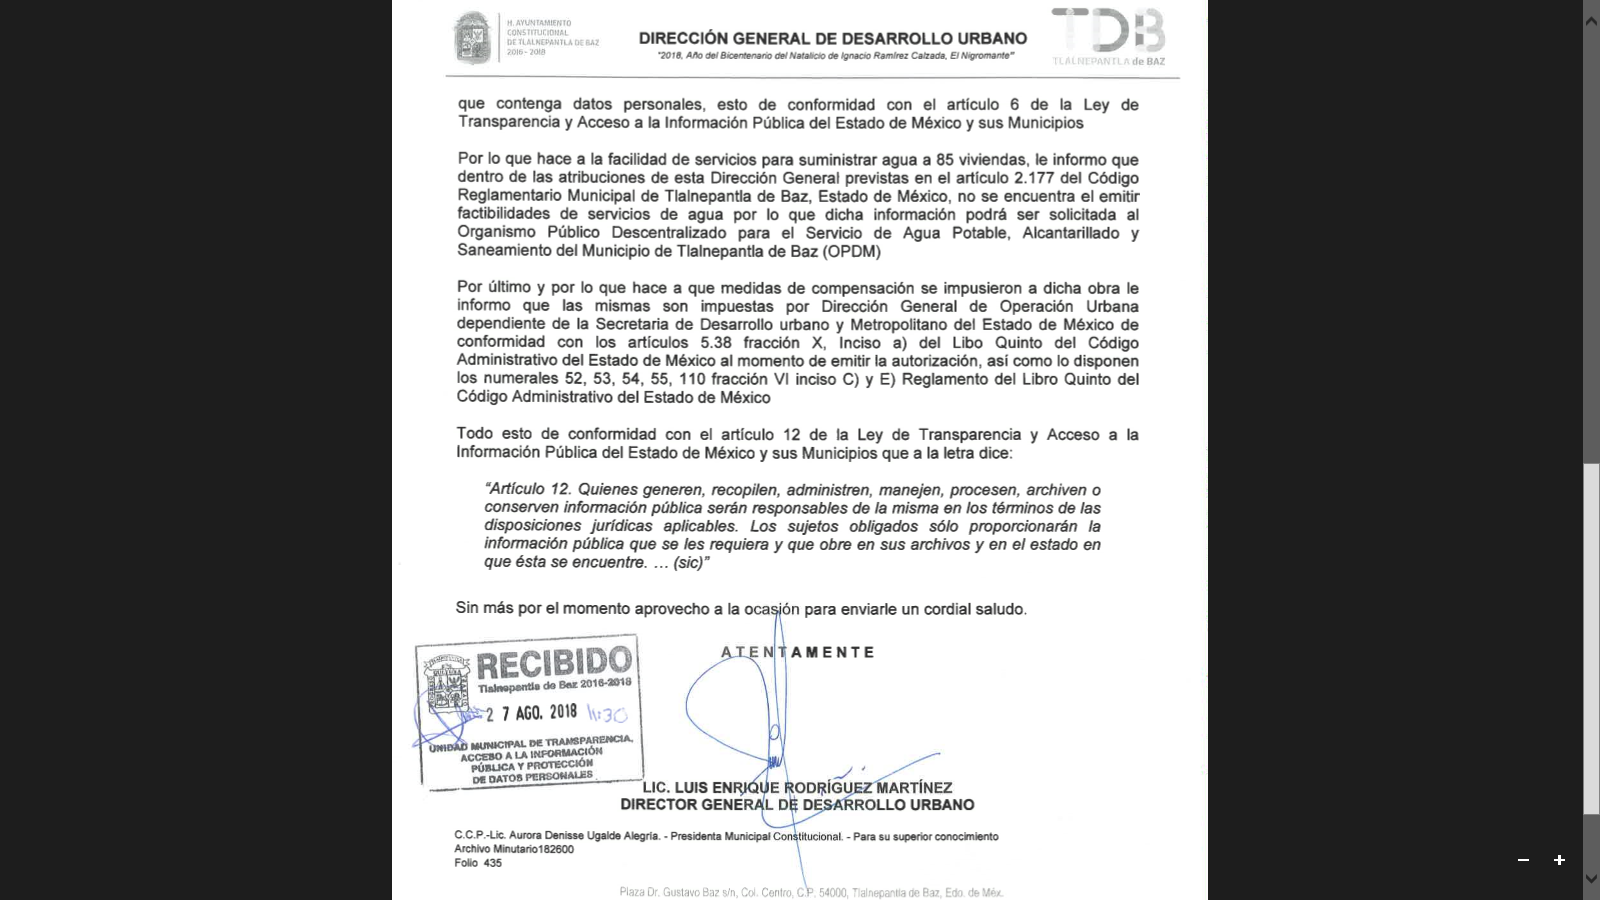 H. AYUNTAMIENTO
CONSTITUCIONAL
DE TLALNEPANTLA DE BAZ
2016 - 2018
DIRECCIÓN GENERAL DE DESARROLLO URBANO
"2018, Año del Bicentenario del Natalicio de Ignacio Ramírez Calzada, El Nigromante"
TDB
TLALNEPANTLA de BAZ
que contenga datos personales, esto de conformidad con el artículo 6 de la Ley de
Transparencia y Acceso a la Información Pública del Estado de México y sus Municipios
Por lo que hace a la facilidad de servicios para suministrar agua a 85 viviendas, le informo que
dentro de las atribuciones de esta Dirección General previstas en el artículo 2.177 del Código
Reglamentario Municipal de Tlalnepantla de Baz, Estado de México, no se encuentra el emitir
factibilidades de servicios de agua por lo que dicha información podrá ser solicitada al
Organismo Público Descentralizado para el Servicio de Agua Potable, Alcantarillado y
Saneamiento del Municipio de Tlalnepantla de Baz (OPDM)
Por último y por lo que hace a que medidas de compensación se impusieron a dicha obra le
informo que las mismas son impuestas por Dirección General de Operación Urbana
dependiente de la Secretaria de Desarrollo urbano y Metropolitano del Estado de México de
conformidad con los artículos 5.38 fracción X, Inciso a) del Libo Quinto del Código
Administrativo del Estado de México al momento de emitir la autorización, así como lo disponen
los numerales 52, 53, 54, 55, 110 fracción VI inciso C) y E) Reglamento del Libro Quinto del
Código Administrativo del Estado de México
Todo esto de conformidad con el artículo 12 de la Ley de Transparencia y Acceso a la
Información Pública del Estado de México y sus Municipios que a la letra dice:
“Artículo 12. Quienes generen, recopilen, administren, manejen, procesen, archiven o
conserven información pública serán responsables de la misma en los términos de las
disposiciones jurídicas aplicables. Los sujetos obligados sólo proporcionarán la
información pública que se les requiera y que obre en sus archivos y en el estado en
que ésta se encuentre. … (sic)”
Sin más por el momento aprovecho a la ocasión para enviarle un cordial saludo.
ATENTAMENTE
RECIBIDO
Tlalnepantla de Baz 2016-2018
2 7 AGO. 2018 11:30
UNIDAD MUNICIPAL DE TRANSPARENCIA,
ACCESO A LA INFORMACIÓN
PÚBLICA Y PROTECCIÓN
DE DATOS PERSONALES
LIC. LUIS ENRIQUE RODRÍGUEZ MARTÍNEZ
DIRECTOR GENERAL DE DESARROLLO URBANO
C.C.P.-Lic. Aurora Denisse Ugalde Alegría. - Presidenta Municipal Constitucional. - Para su superior conocimiento
Archivo Minutario182600
Folio 435
Plaza Dr. Gustavo Baz s/n, Col. Centro, C.P. 54000, Tlalnepantla de Baz, Edo. de Méx.